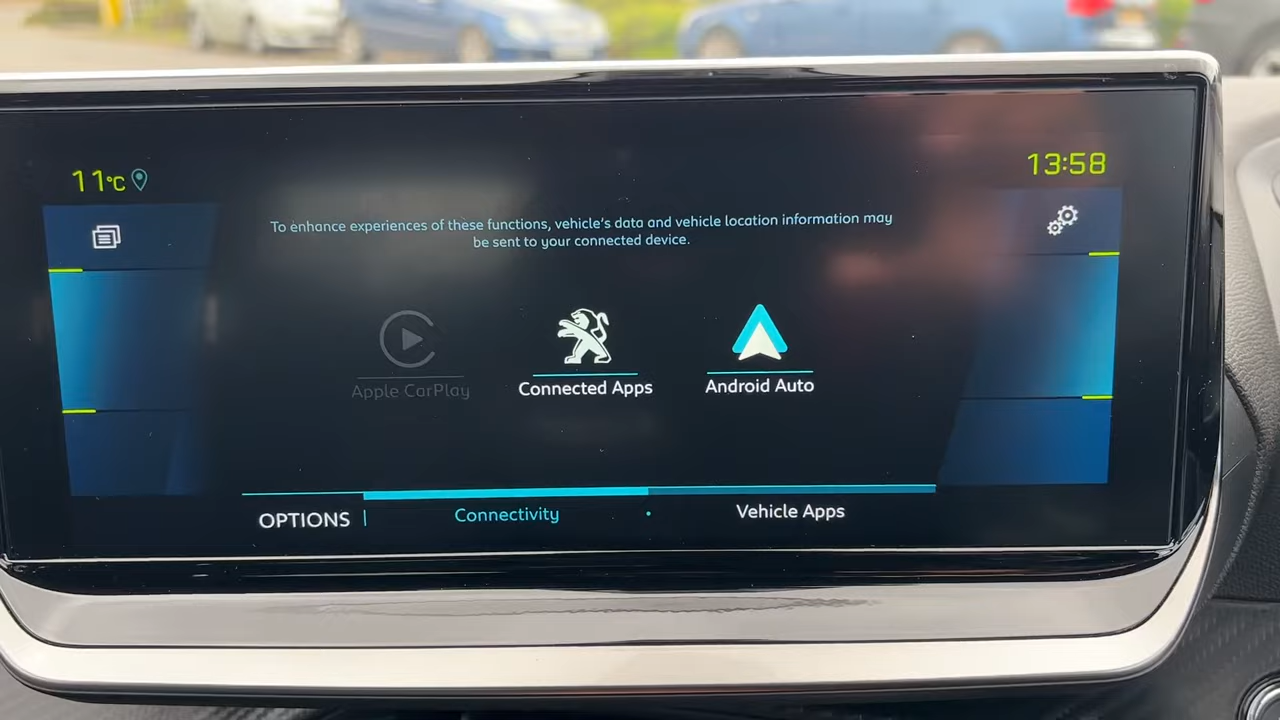 11°C
13:58
To enhance experiences of these functions, vehicle's data and vehicle location information may
be sent to your connected device.
Apple CarPlay
Connected Apps
Android Auto
OPTIONS
Connectivity
Vehicle Apps